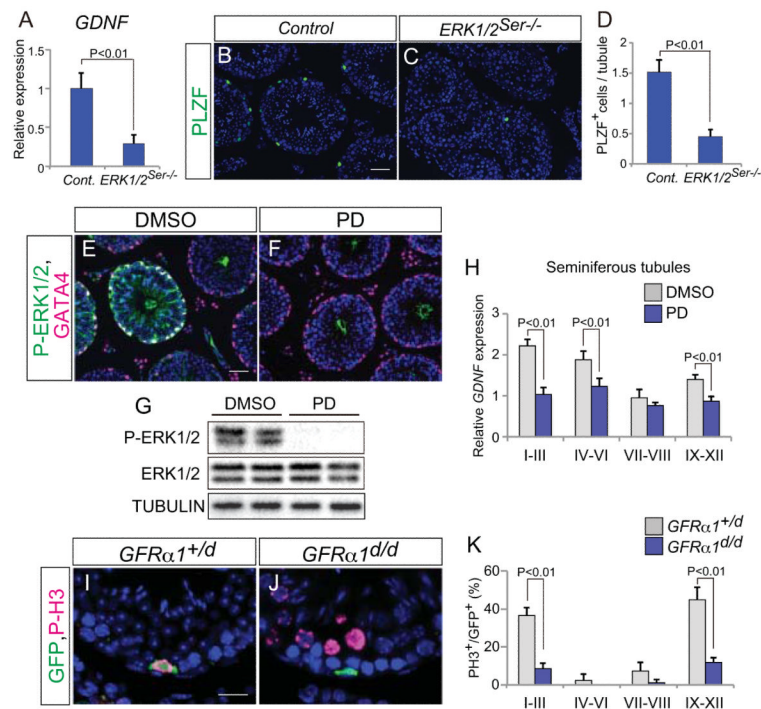 A
GDNF
Relative expression
P<0.01
1.5
1
0.5
0
Cont. ERK1/2Ser-/-
Control
ERK1/2Ser-/-
PLZF
B
C
D
PLZF+cells / tubule
P<0.01
2
1.5
1
0.5
0
Cont. ERK1/2Ser-/-
DMSO
PD
P-ERK1/2,
GATA4
E
F
G
DMSO
PD
P-ERK1/2
ERK1/2
TUBULIN
H
Seminiferous tubules
DMSO
PD
Relative GDNF expression
3
2
1
0
P<0.01
P<0.01
P<0.01
I-III
IV-VI
VII-VIII
IX-XII
GFRα1+/d
GFRα1d/d
GFP,P-H3
I
J
K
GFRα1+/d
GFRα1d/d
PH3+/GFP+ (%)
60
40
20
0
P<0.01
P<0.01
I-III
IV-VI
VII-VIII
IX-XII